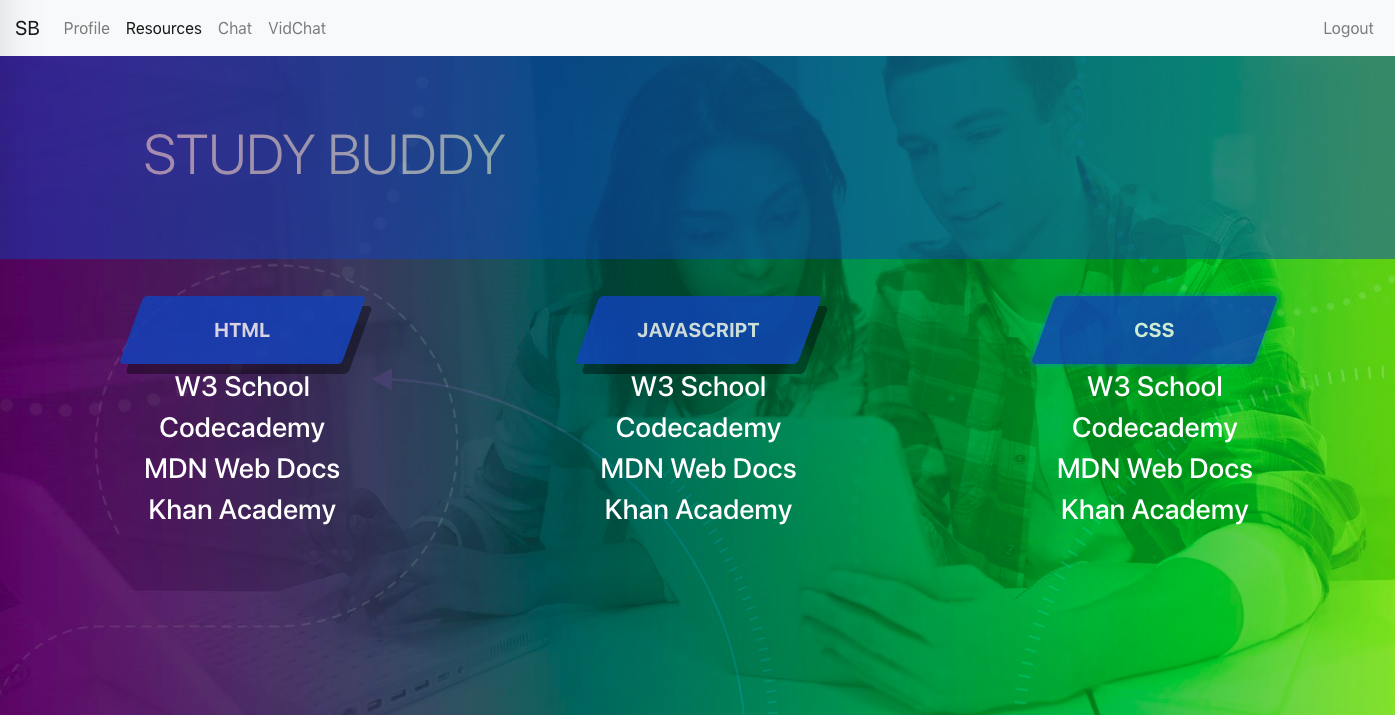 SB Profile Resources Chat VidChat Logout
STUDY BUDDY
HTML
W3 School
Codecademy
MDN Web Docs
Khan Academy
JAVASCRIPT
W3 School
Codecademy
MDN Web Docs
Khan Academy
CSS
W3 School
Codecademy
MDN Web Docs
Khan Academy